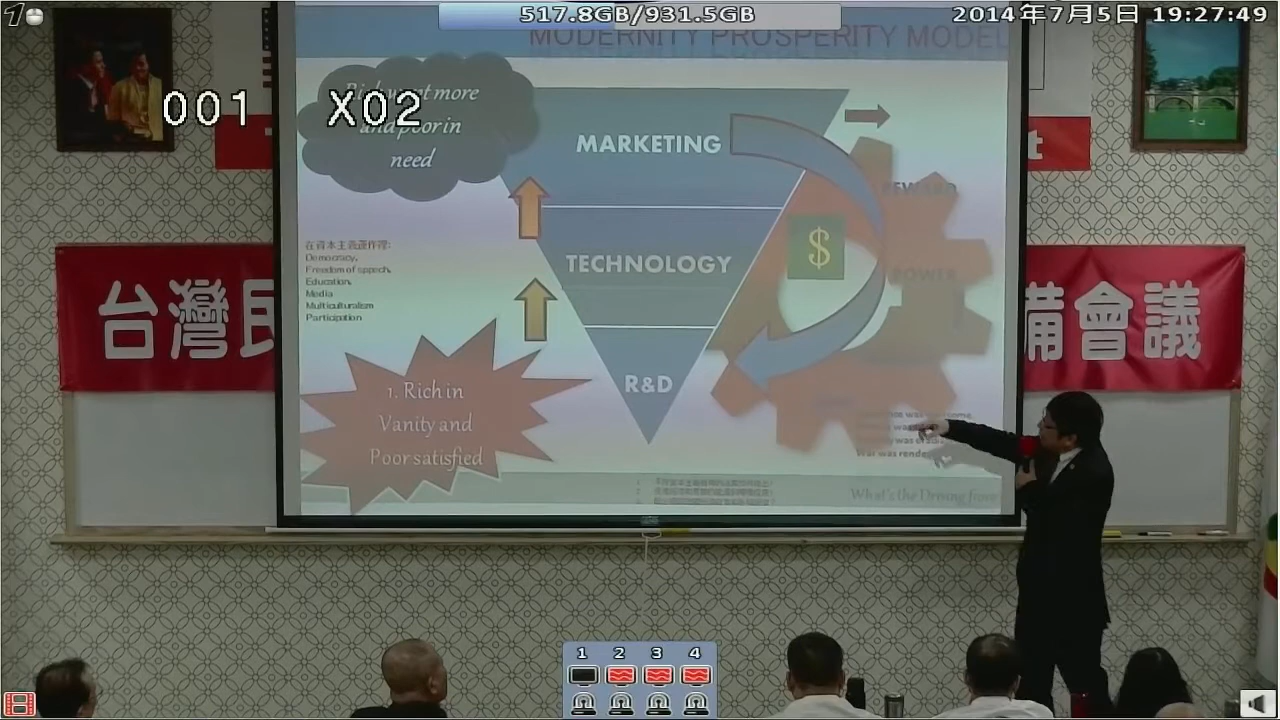 1
517.8GB/931.5GB
2014年7月5日 19:27:49
MODERNITY PROSPERITY MODEL
001 X02
Rich want more
and poor in
need
MARKETING
REWARD
t
在資本主義運作裡:
Democracy,
Freedom of speech,
Education,
Media
Multiculturalism
Participation
TECHNOLOGY
$
POWER
台灣民
備會議
R&D
1. Rich in
Vanity and
Poor satisfied
What's the Driving force
1 2 3 4